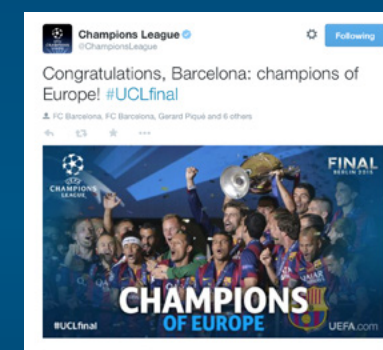 Champions League
@ChampionsLeague
Following
Congratulations, Barcelona: champions of
Europe! #UCLfinal
FC Barcelona, FC Barcelona, Gerard Piqué and 6 others
CHAMPIONS
LEAGUE
FINAL
BERLIN 2015
CHAMPIONS
OF EUROPE
#UCLfinal
UEFA.com